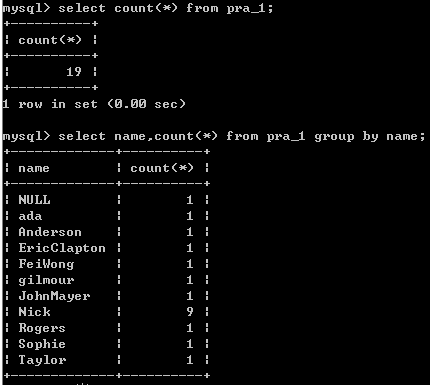 mysql> select count(*) from pra_1;
+----------+
¦ count(*) ¦
+----------+
¦       19 ¦
+----------+
1 row in set (0.00 sec)
mysql> select name,count(*) from pra_1 group by name;
+-------------+----------+
¦ name        ¦ count(*) ¦
+-------------+----------+
¦ NULL        ¦        1 ¦
¦ ada         ¦        1 ¦
¦ Anderson    ¦        1 ¦
¦ EricClapton ¦        1 ¦
¦ FeiWong     ¦        1 ¦
¦ gilmour     ¦        1 ¦
¦ JohnMayer   ¦        1 ¦
¦ Nick        ¦        9 ¦
¦ Rogers      ¦        1 ¦
¦ Sophie      ¦        1 ¦
¦ Taylor      ¦        1 ¦
+-------------+----------+